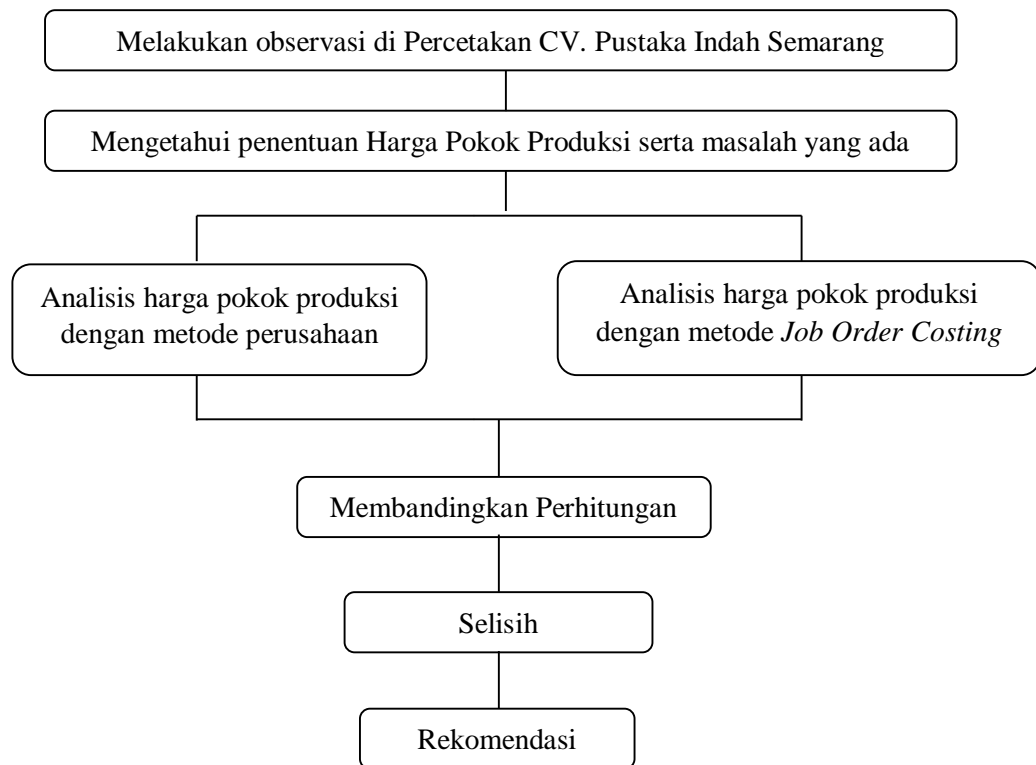 Melakukan observasi di Percetakan CV. Pustaka Indah Semarang
Mengetahui penentuan Harga Pokok Produksi serta masalah yang ada
Analisis harga pokok produksi
dengan metode perusahaan
Analisis harga pokok produksi
dengan metode Job Order Costing
Membandingkan Perhitungan
Selisih
Rekomendasi